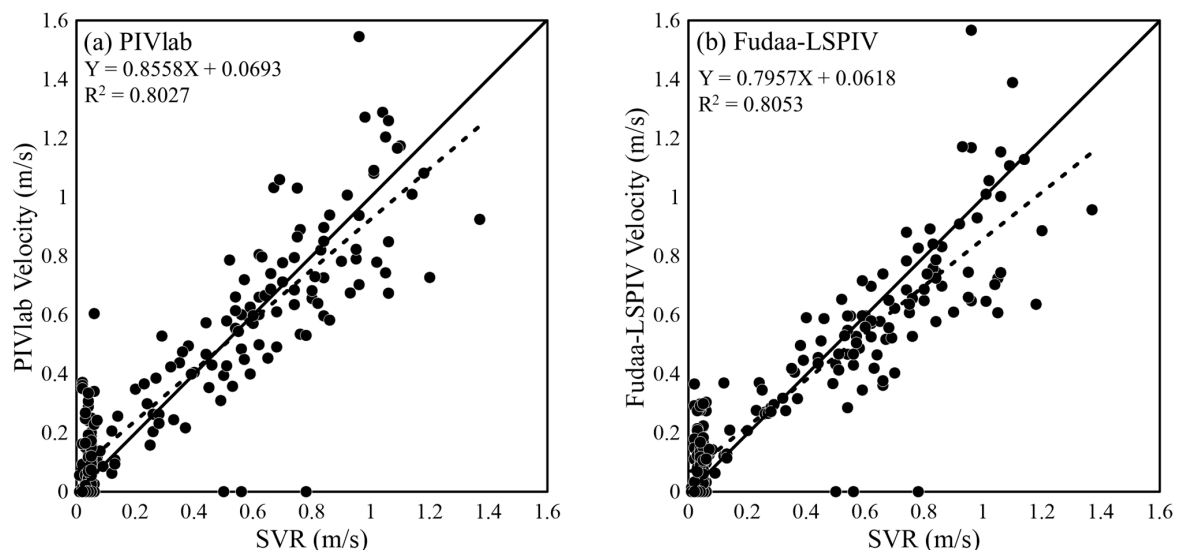 (a) PIVlab
Y = 0.8558X + 0.0693
R² = 0.8027
PIVlab Velocity (m/s)
1.6
1.4
1.2
1
0.8
0.6
0.4
0.2
0
0 0.2 0.4 0.6 0.8 1 1.2 1.4 1.6
SVR (m/s)
(b) Fudaa-LSPIV
Y = 0.7957X + 0.0618
R² = 0.8053
Fudaa-LSPIV Velocity (m/s)
1.6
1.4
1.2
1
0.8
0.6
0.4
0.2
0
0 0.2 0.4 0.6 0.8 1 1.2 1.4 1.6
SVR (m/s)